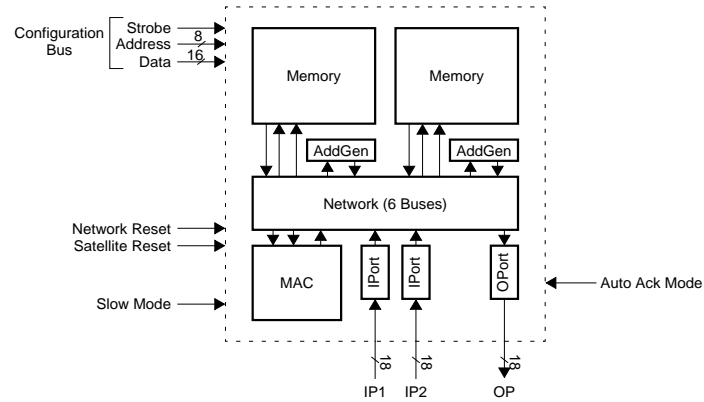 Configuration
Bus
Strobe
Address
Data
8
16
Memory
Memory
AddGen
AddGen
Network (6 Buses)
Network Reset
Satellite Reset
Slow Mode
MAC
IPort
IPort
OPort
Auto Ack Mode
18
18
18
IP1
IP2
OP